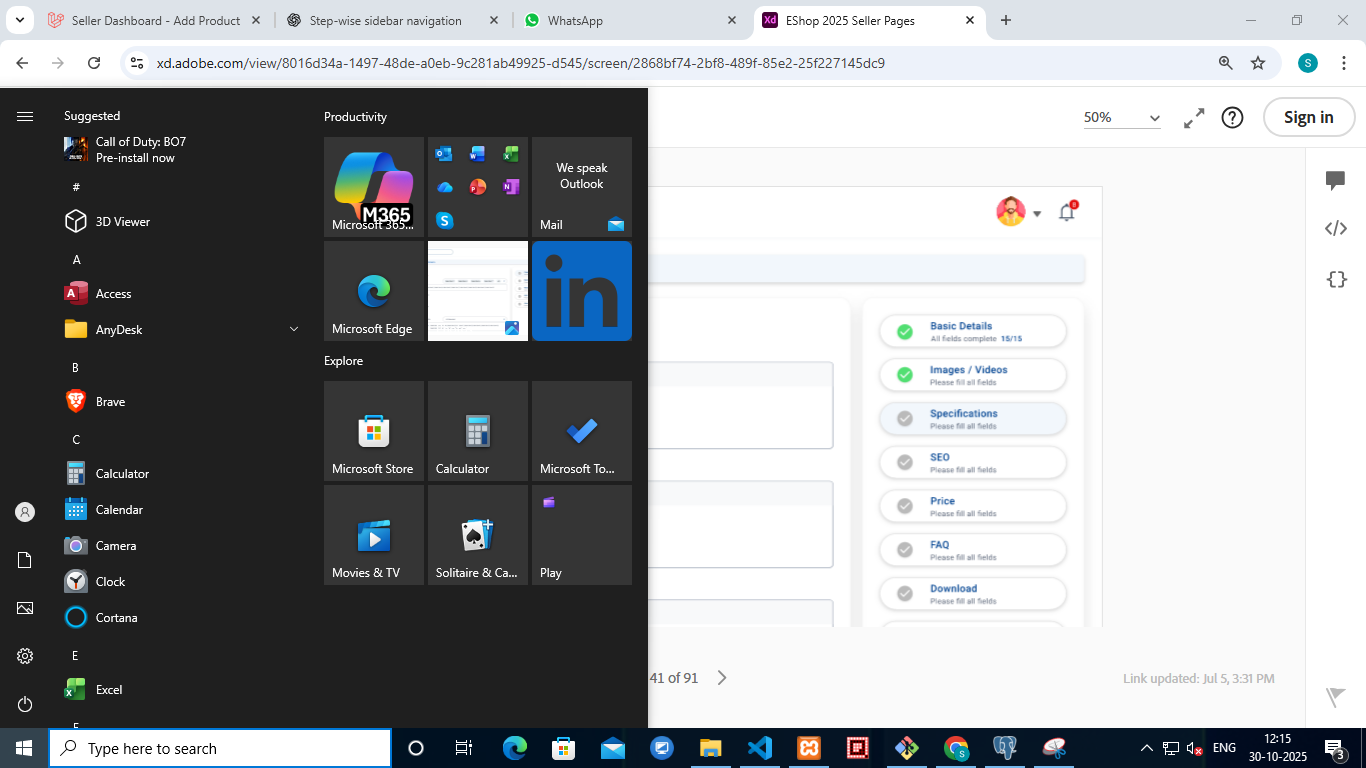 Seller Dashboard - Add Product
Step-wise sidebar navigation
WhatsApp
Xd
EShop 2025 Seller Pages
xd.adobe.com/view/8016d34a-1497-48de-a0eb-9c281ab49925-d545/screen/2868bf74-2bf8-489f-85e2-25f227145dc9
S
50%
Sign in
Suggested
Call of Duty: BO7
Pre-install now
#
3D Viewer
A
Access
AnyDesk
B
Brave
C
Calculator
Calendar
Camera
Clock
Cortana
E
Excel
Productivity
M365
Microsoft 365...
We speak
Outlook
Mail
Microsoft Edge
in
Explore
Microsoft Store
Calculator
Microsoft To...
Movies & TV
Solitaire & Ca...
Play
Basic Details
All fields complete 15/15
Images / Videos
Please fill all fields
Specifications
Please fill all fields
SEO
Please fill all fields
Price
Please fill all fields
FAQ
Please fill all fields
Download
Please fill all fields
41 of 91
Link updated: Jul 5, 3:31 PM
Type here to search
ENG
12:15
30-10-2025
3